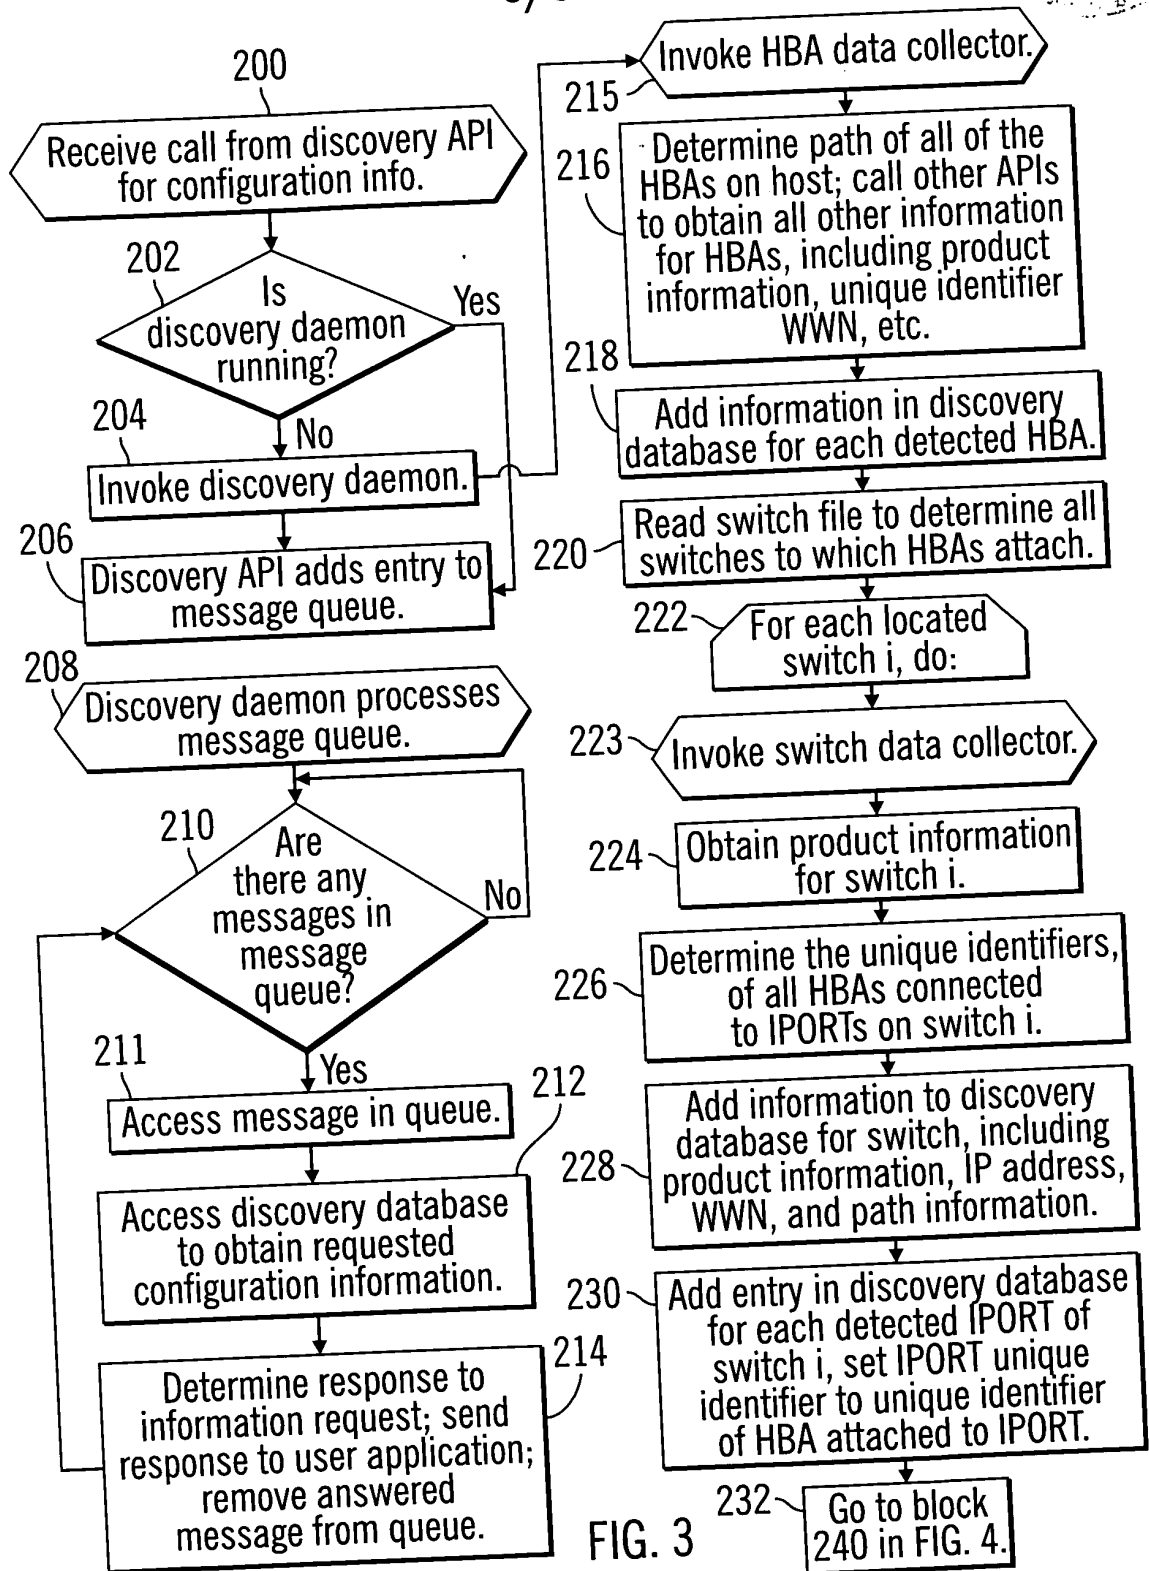 200
Receive call from discovery API
for configuration info.
202
Is
discovery daemon
running?
Yes
No
204
Invoke discovery daemon.
206
Discovery API adds entry to
message queue.
208
Discovery daemon processes
message queue.
210
Are
there any
messages in
message
queue?
No
Yes
211
Access message in queue.
212
Access discovery database
to obtain requested
configuration information.
214
Determine response to
information request; send
response to user application;
remove answered
message from queue.
215
Invoke HBA data collector.
216
Determine path of all of the
HBAs on host; call other APIs
to obtain all other information
for HBAs, including product
information, unique identifier
WWN, etc.
218
Add information in discovery
database for each detected HBA.
220
Read switch file to determine all
switches to which HBAs attach.
222
For each located
switch i, do:
223
Invoke switch data collector.
224
Obtain product information
for switch i.
226
Determine the unique identifiers,
of all HBAs connected
to IPORTs on switch i.
228
Add information to discovery
database for switch, including
product information, IP address,
WWN, and path information.
230
Add entry in discovery database
for each detected IPORT of
switch i, set IPORT unique
identifier to unique identifier
of HBA attached to IPORT.
232
Go to block
240 in FIG. 4.
FIG. 3